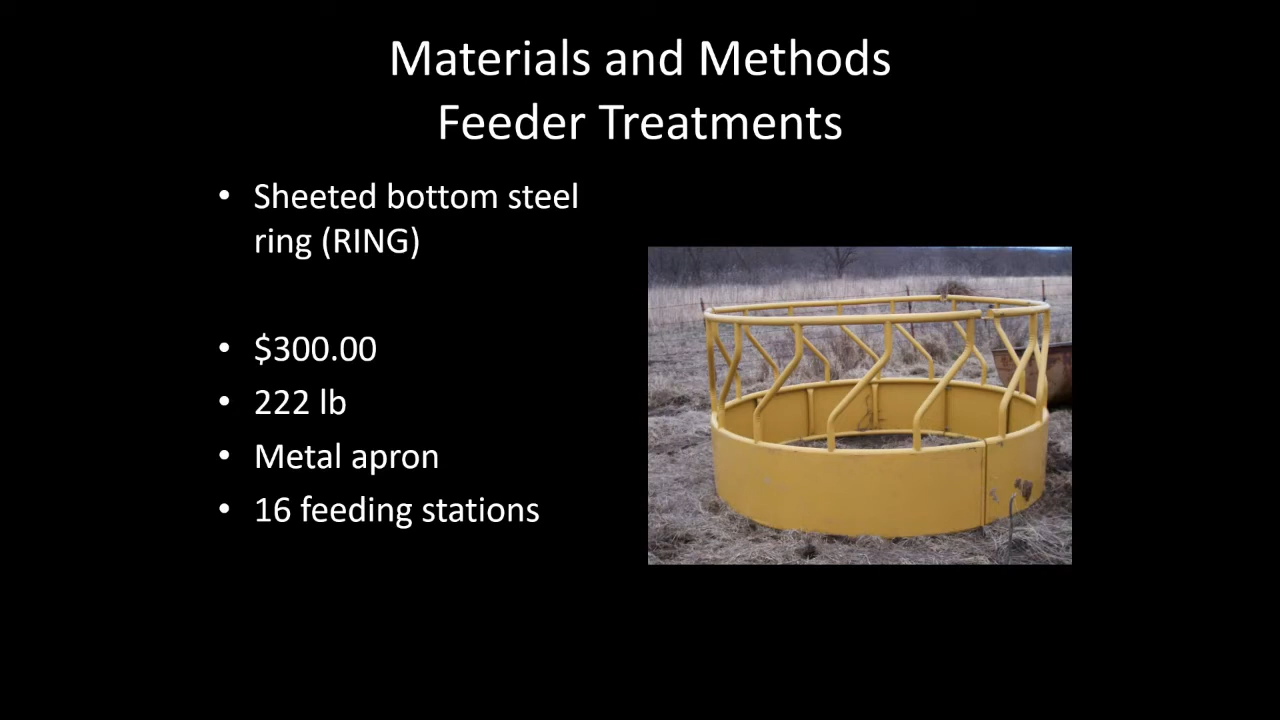 Materials and Methods
Feeder Treatments
• Sheeted bottom steel
ring (RING)
• $300.00
• 222 lb
• Metal apron
• 16 feeding stations